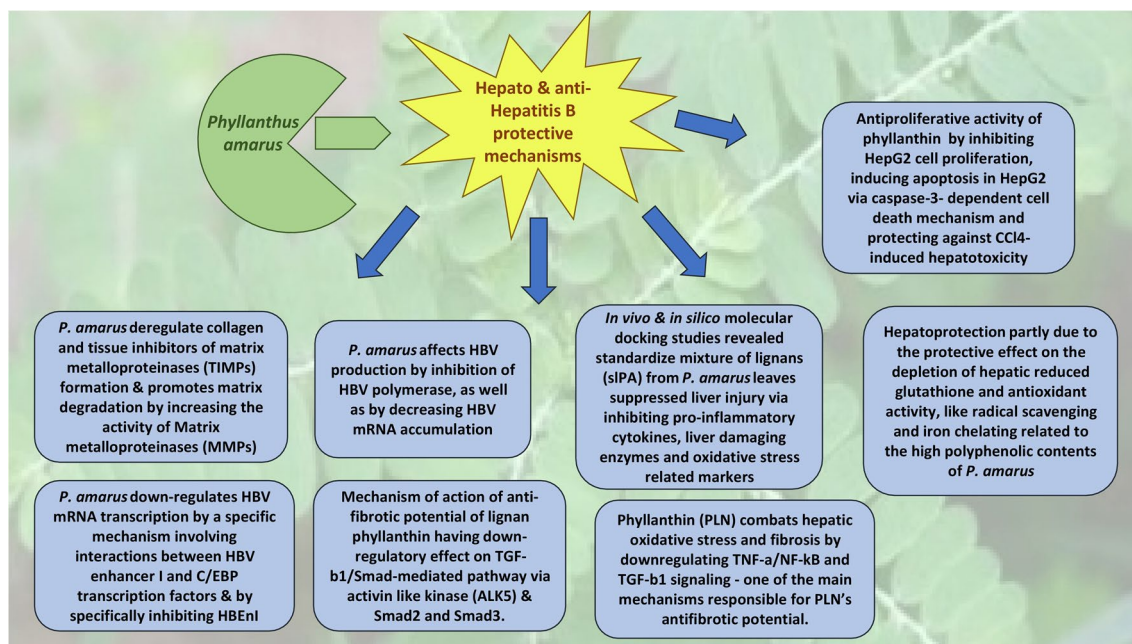 Phyllanthus
amarus
Hepato & anti-
Hepatitis B
protective
mechanisms
Antiproliferative activity of
phyllanthin by inhibiting
HepG2 cell proliferation,
inducing apoptosis in HepG2
via caspase-3- dependent cell
death mechanism and
protecting against CCl4-
induced hepatotoxicity
P. amarus deregulate collagen
and tissue inhibitors of matrix
metalloproteinases (TIMPs)
formation & promotes matrix
degradation by increasing the
activity of Matrix
metalloproteinases (MMPs)
P. amarus affects HBV
production by inhibition of
HBV polymerase, as well
as by decreasing HBV
mRNA accumulation
In vivo & in silico molecular
docking studies revealed
standardize mixture of lignans
(slPA) from P. amarus leaves
suppressed liver injury via
inhibiting pro-inflammatory
cytokines, liver damaging
enzymes and oxidative stress
related markers
Hepatoprotection partly due to
the protective effect on the
depletion of hepatic reduced
glutathione and antioxidant
activity, like radical scavenging
and iron chelating related to
the high polyphenolic contents
of P. amarus
P. amarus down-regulates HBV
mRNA transcription by a specific
mechanism involving
interactions between HBV
enhancer I and C/EBP
transcription factors & by
specifically inhibiting HBEnI
Mechanism of action of anti-
fibrotic potential of lignan
phyllanthin having down-
regulatory effect on TGF-
b1/Smad-mediated pathway via
activin like kinase (ALK5) &
Smad2 and Smad3.
Phyllanthin (PLN) combats hepatic
oxidative stress and fibrosis by
downregulating TNF-a/NF-kB and
TGF-b1 signaling - one of the main
mechanisms responsible for PLN's
antifibrotic potential.